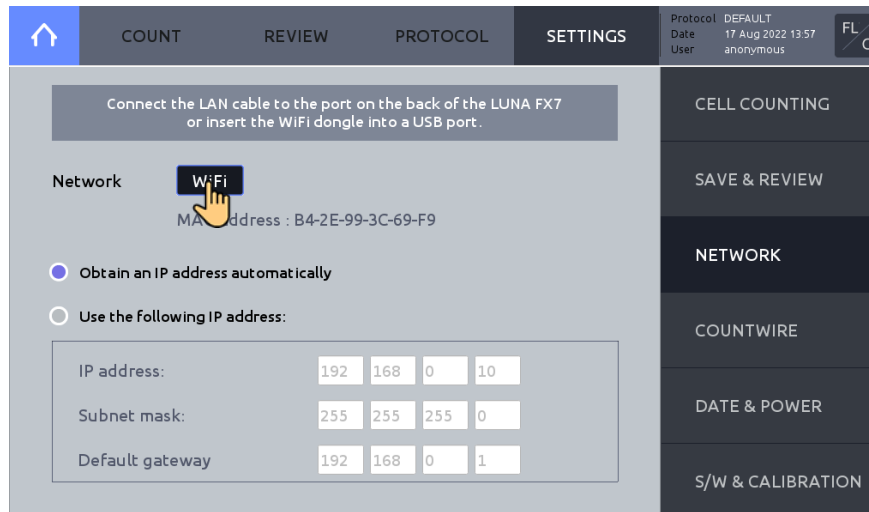 COUNT REVIEW PROTOCOL SETTINGS
Protocol DEFAULT
Date 17 Aug 2022 13:57
User anonymous
FL
Connect the LAN cable to the port on the back of the LUNA FX7
or insert the WiFi dongle into a USB port.
Network WiFi
MAC address : B4-2E-99-3C-69-F9
Obtain an IP address automatically
Use the following IP address:
IP address: 192 168 0 10
Subnet mask: 255 255 255 0
Default gateway 192 168 0 1
CELL COUNTING
SAVE & REVIEW
NETWORK
COUNTWIRE
DATE & POWER
S/W & CALIBRATION